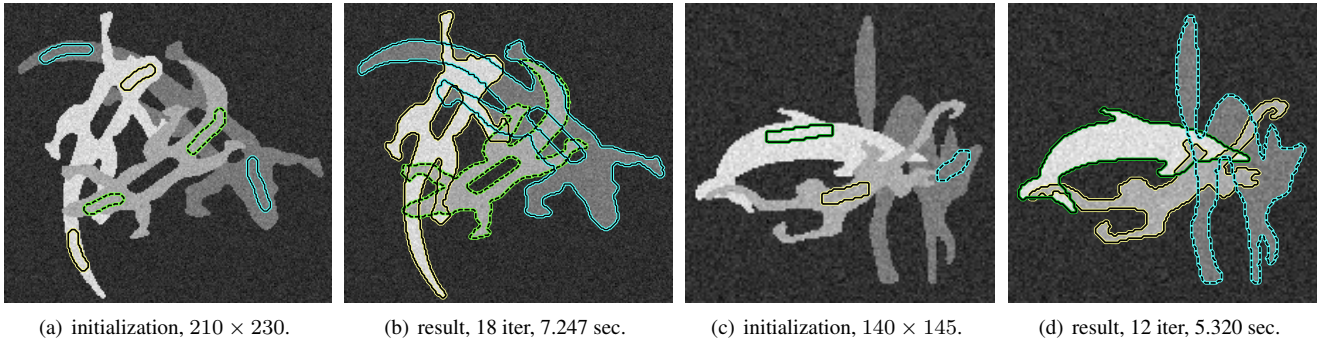 (a) initialization, 210 × 230.
(b) result, 18 iter, 7.247 sec.
(c) initialization, 140 × 145.
(d) result, 12 iter, 5.320 sec.